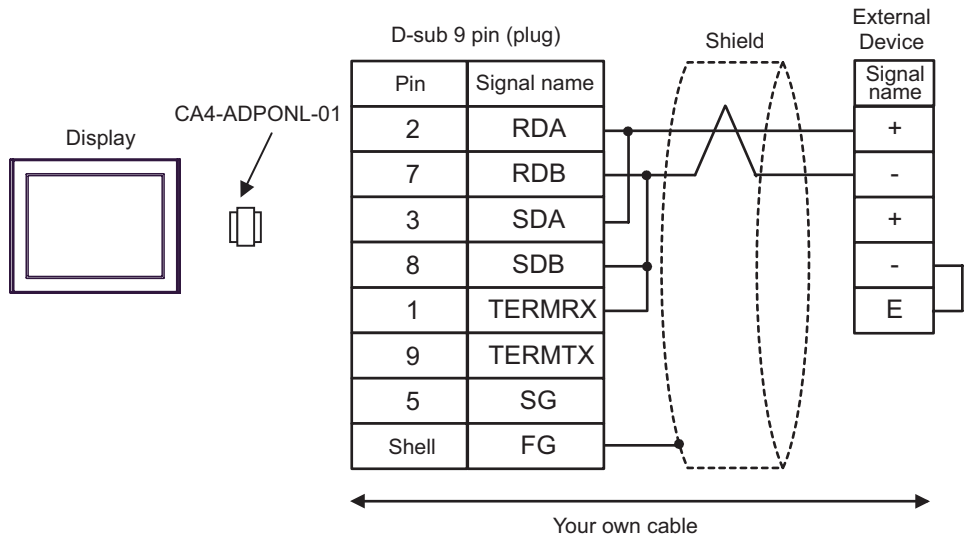 D-sub 9 pin (plug)
Shield
External
Device
CA4-ADPONL-01
Display
Pin Signal name
2 RDA
7 RDB
3 SDA
8 SDB
1 TERMRX
9 TERMTX
5 SG
Shell FG
Signal
name
+
-
+
-
E
Your own cable